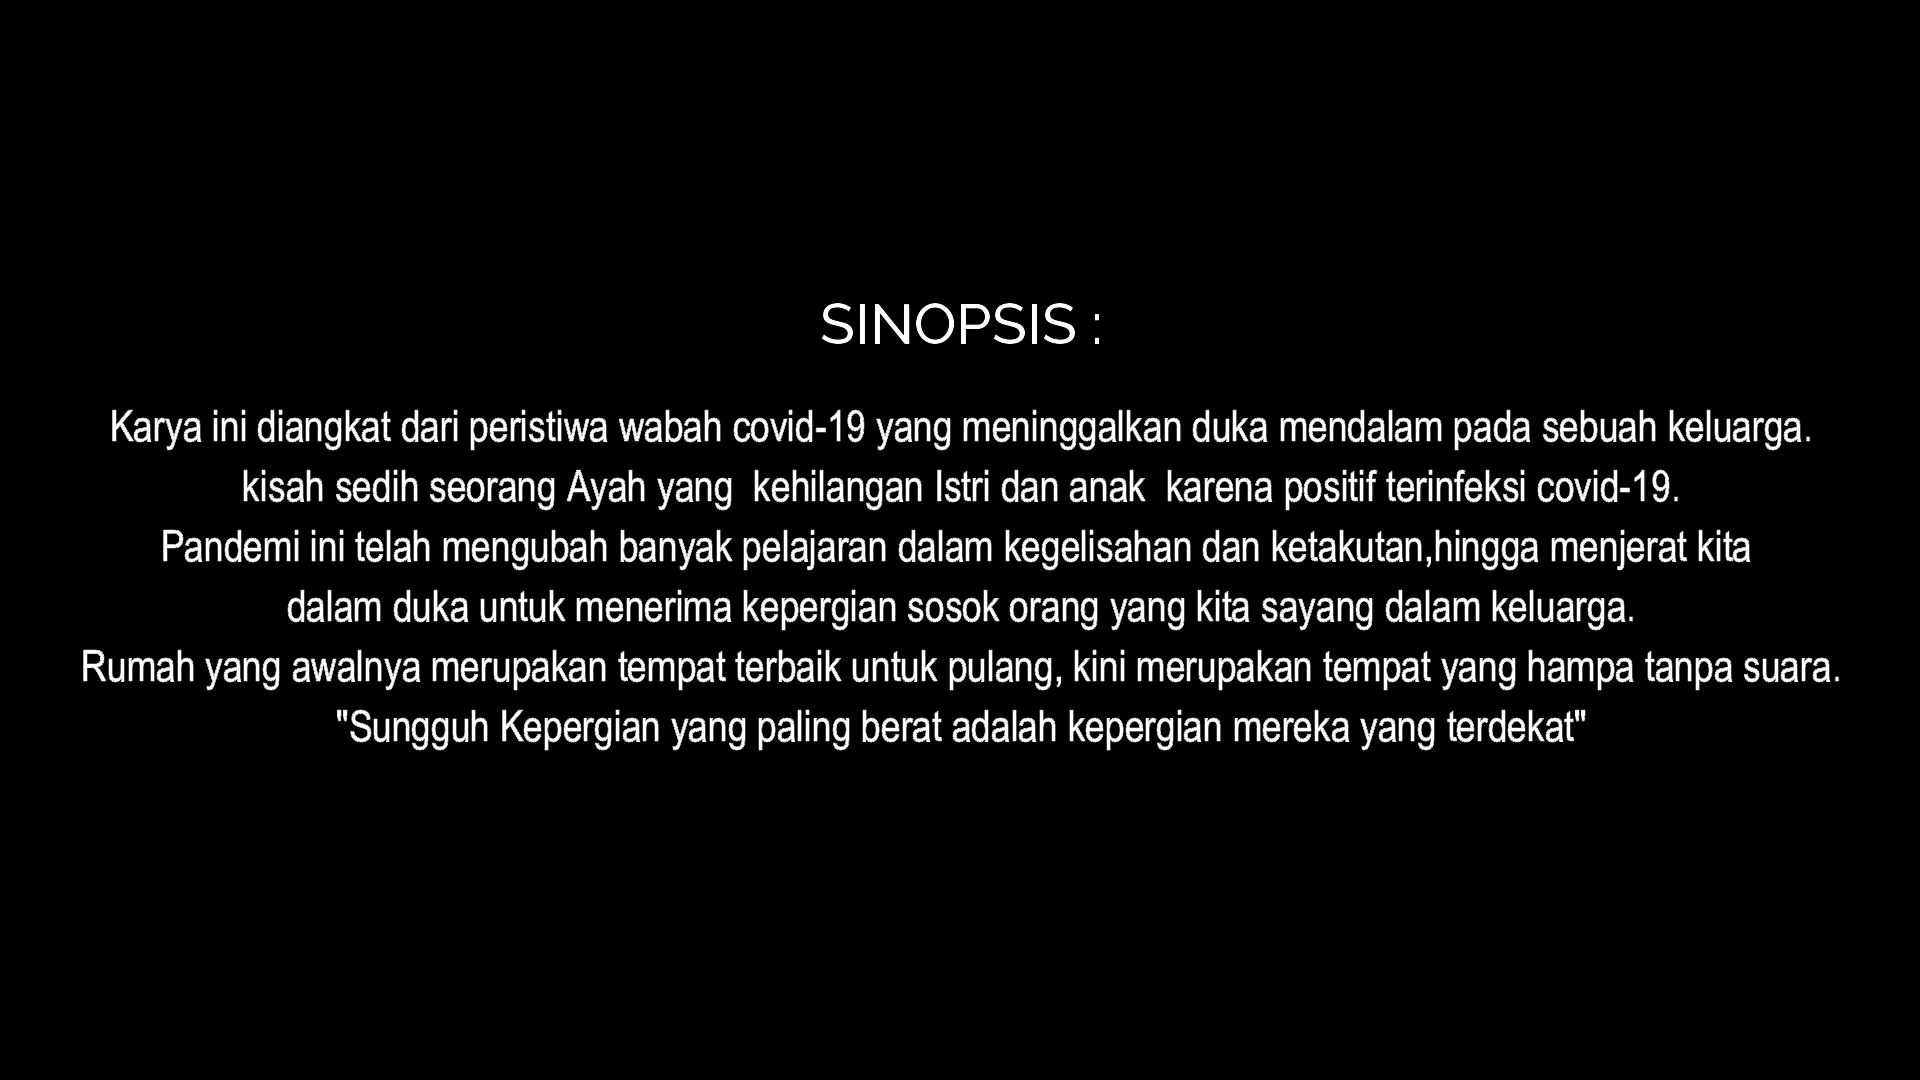 SINOPSIS :
Karya ini diangkat dari peristiwa wabah covid-19 yang meninggalkan duka mendalam pada sebuah keluarga.
kisah sedih seorang Ayah yang  kehilangan Istri dan anak  karena positif terinfeksi covid-19.
Pandemi ini telah mengubah banyak pelajaran dalam kegelisahan dan ketakutan,hingga menjerat kita
dalam duka untuk menerima kepergian sosok orang yang kita sayang dalam keluarga.
Rumah yang awalnya merupakan tempat terbaik untuk pulang, kini merupakan tempat yang hampa tanpa suara.
"Sungguh Kepergian yang paling berat adalah kepergian mereka yang terdekat"